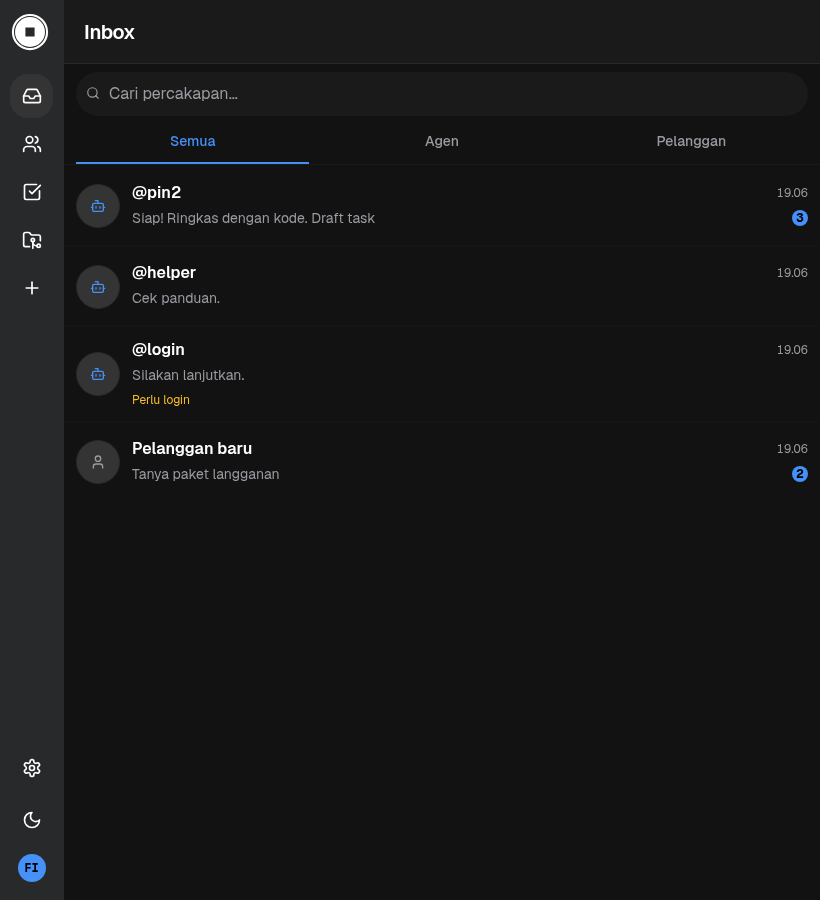 Inbox
Cari percakapan...
Semua
Agen
Pelanggan
@pin2
19.06
Siap! Ringkas dengan kode. Draft task
3
@helper
19.06
Cek panduan.
@login
19.06
Silakan lanjutkan.
Perlu login
Pelanggan baru
19.06
Tanya paket langganan
2
FI